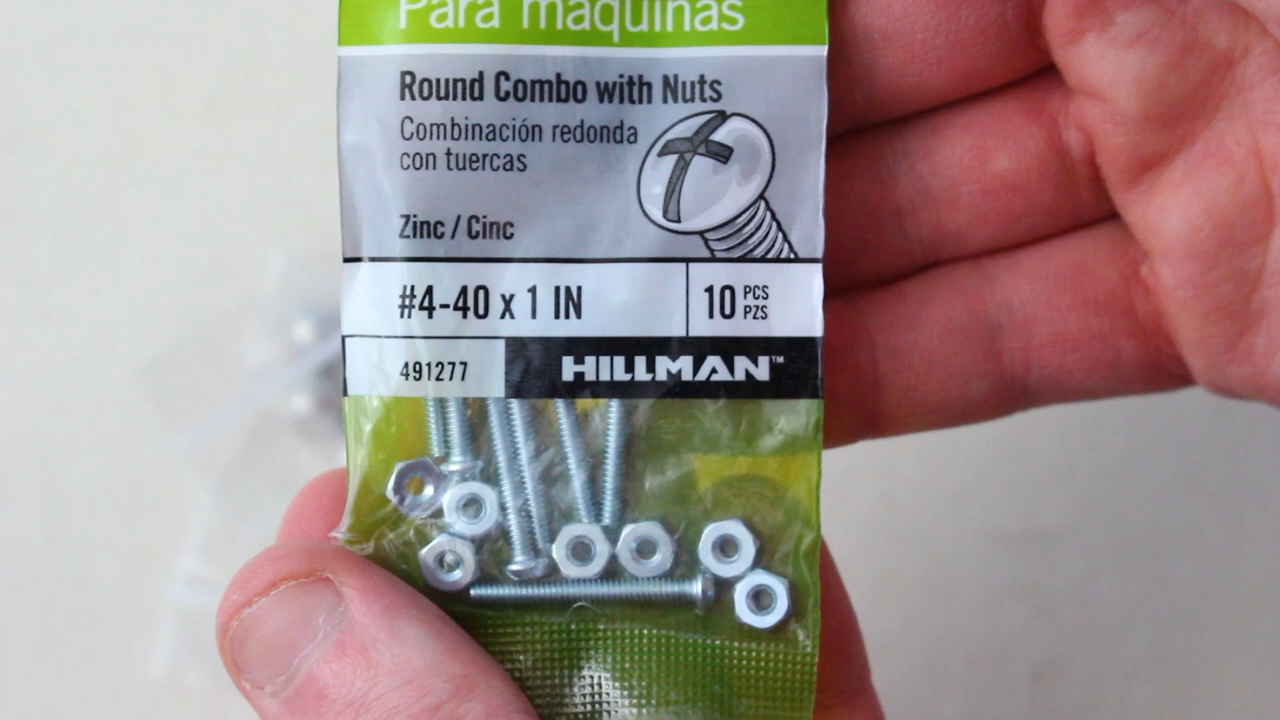 Para máquinas
Round Combo with Nuts
Combinación redonda
con tuercas
Zinc / Cinc
#4-40 x 1 IN
10 PCS
PZS
491277
HILLMAN™